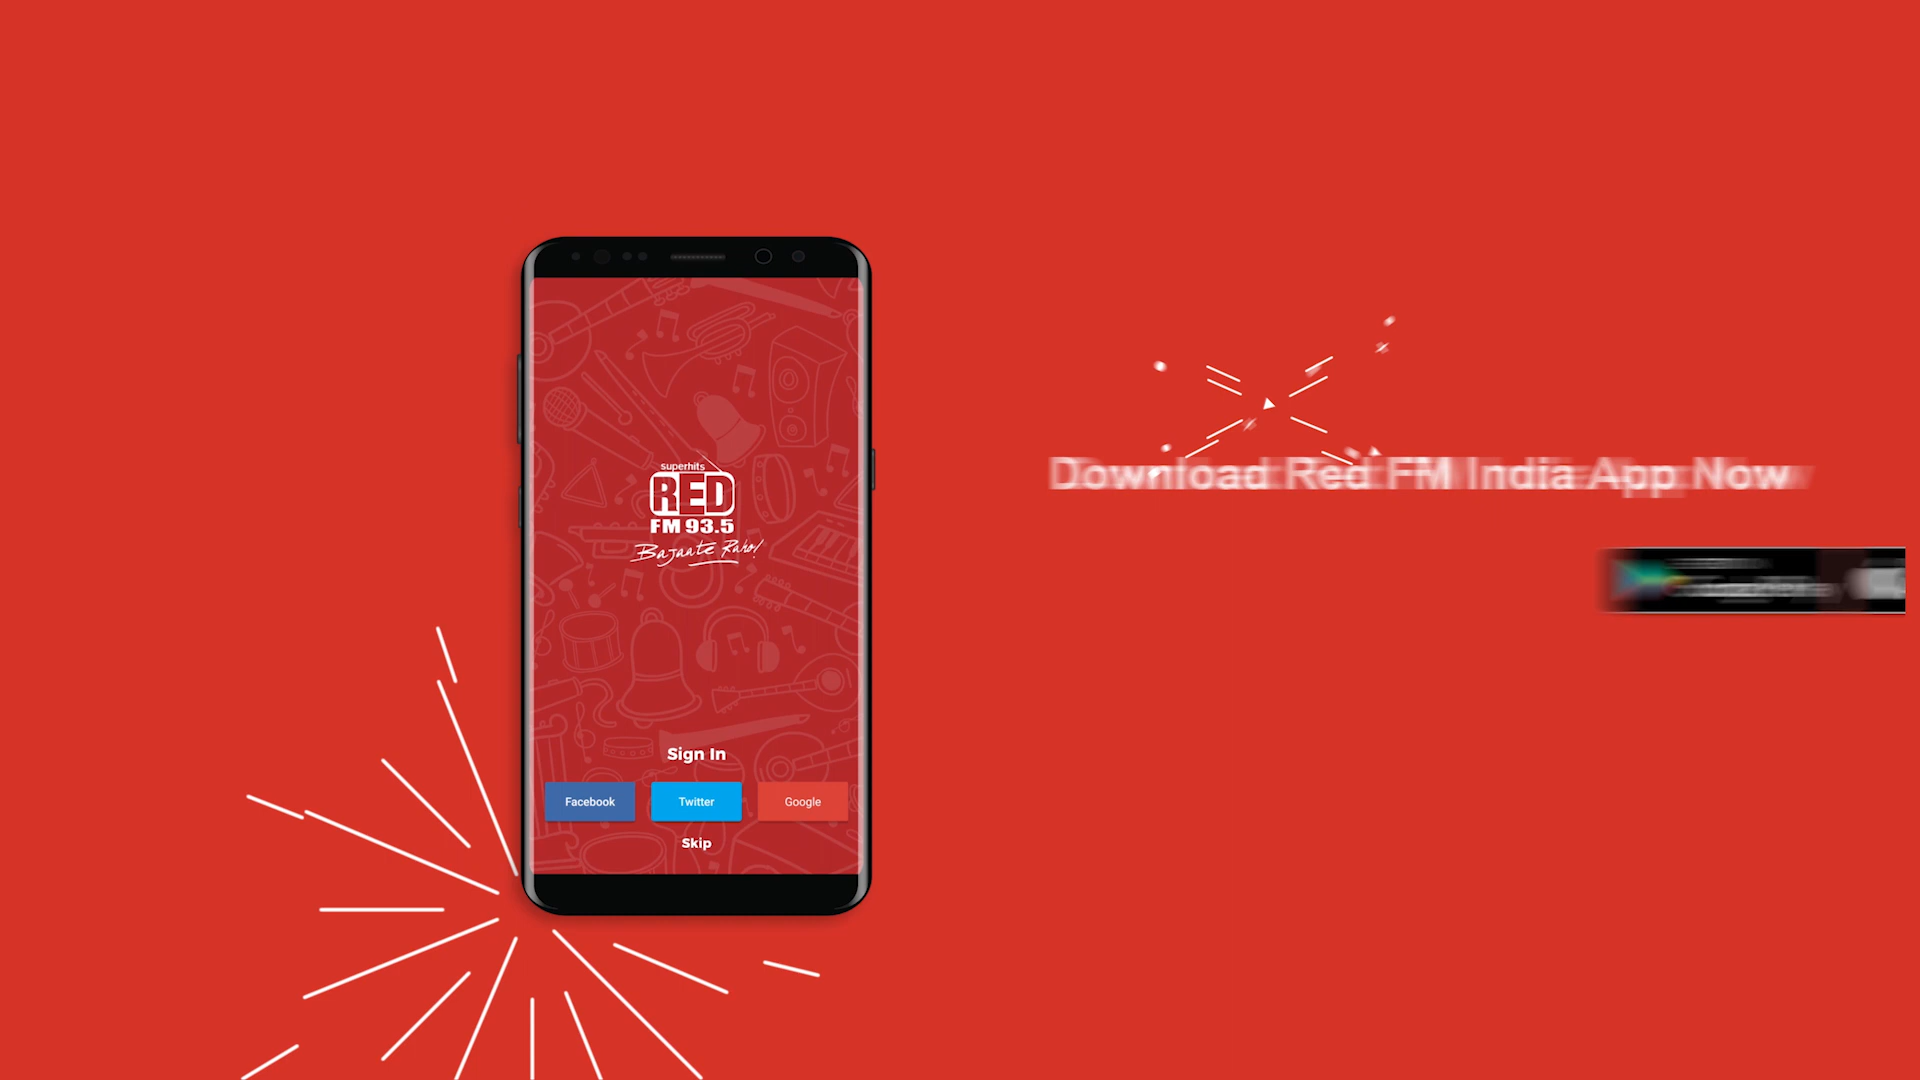 superhits
RED
FM 93.5
Bajaate Raho!
Sign In
Facebook
Twitter
Google
Skip
Download Red FM India App Now